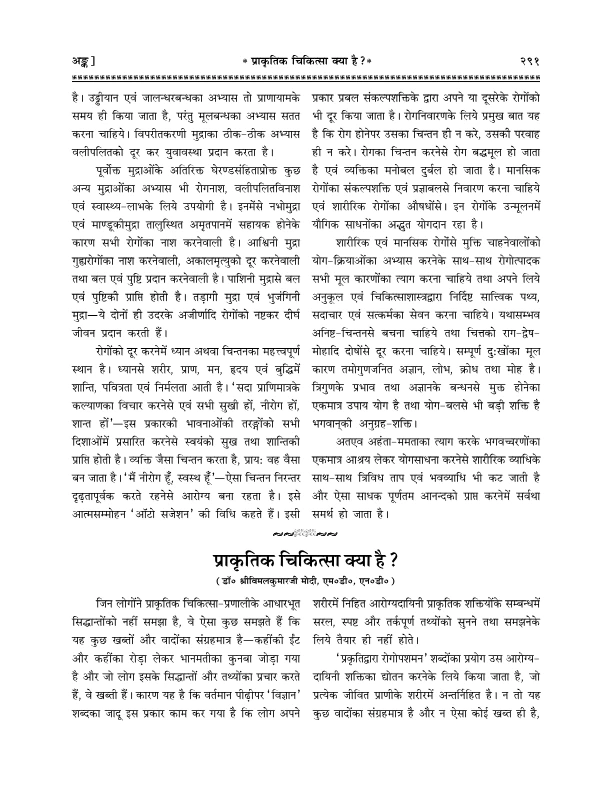 अङ्क ]
* प्राकृतिक चिकित्सा क्या है ?*
२९१
है। उड्डीयान एवं जालन्धरबन्धका अभ्यास तो प्राणायामके
समय ही किया जाता है, परंतु मूलबन्धका अभ्यास सतत
करना चाहिये। विपरीतकरणी मुद्राका ठीक-ठीक अभ्यास
वलीपलितको दूर कर युवावस्था प्रदान करता है।
पूर्वोक्त मुद्राओंके अतिरिक्त घेरण्डसंहिताप्रोक्त कुछ
अन्य मुद्राओंका अभ्यास भी रोगनाश, वलीपलितविनाश
एवं स्वास्थ्य-लाभके लिये उपयोगी है। इनमेंसे नभोमुद्रा
एवं माण्डूकीमुद्रा तालुस्थित अमृतपानमें सहायक होनेके
कारण सभी रोगोंका नाश करनेवाली है। आश्विनी मुद्रा
गुह्यरोगोंका नाश करनेवाली, अकालमृत्युको दूर करनेवाली
तथा बल एवं पुष्टि प्रदान करनेवाली है। पाशिनी मुद्रासे बल
एवं पुष्टिकी प्राप्ति होती है। तड़ागी मुद्रा एवं भुजंगिनी
मुद्रा—ये दोनों ही उदरके अजीर्णादि रोगोंको नष्टकर दीर्घ
जीवन प्रदान करती हैं।
रोगोंको दूर करनेमें ध्यान अथवा चिन्तनका महत्त्वपूर्ण
स्थान है। ध्यानसे शरीर, प्राण, मन, हृदय एवं बुद्धिमें
शान्ति, पवित्रता एवं निर्मलता आती है। 'सदा प्राणिमात्रके
कल्याणका विचार करनेसे एवं सभी सुखी हों, नीरोग हों,
शान्त हों'—इस प्रकारकी भावनाओंकी तरङ्गोंको सभी
दिशाओंमें प्रसारित करनेसे स्वयंको सुख तथा शान्तिकी
प्राप्ति होती है। व्यक्ति जैसा चिन्तन करता है, प्राय: वह वैसा
बन जाता है। 'मैं नीरोग हूँ, स्वस्थ हूँ'—ऐसा चिन्तन निरन्तर
दृढ़तापूर्वक करते रहनेसे आरोग्य बना रहता है। इसे
आत्मसम्मोहन 'ऑटो सजेशन' की विधि कहते हैं। इसी
प्रकार प्रबल संकल्पशक्तिके द्वारा अपने या दूसरेके रोगोंको
भी दूर किया जाता है। रोगनिवारणके लिये प्रमुख बात यह
है कि रोग होनेपर उसका चिन्तन ही न करे, उसकी परवाह
ही न करे। रोगका चिन्तन करनेसे रोग बद्धमूल हो जाता
है एवं व्यक्तिका मनोबल दुर्बल हो जाता है। मानसिक
रोगोंका संकल्पशक्ति एवं प्रज्ञाबलसे निवारण करना चाहिये
एवं शारीरिक रोगोंका औषधोंसे। इन रोगोंके उन्मूलनमें
यौगिक साधनोंका अद्भुत योगदान रहा है।
शारीरिक एवं मानसिक रोगोंसे मुक्ति चाहनेवालोंको
योग-क्रियाओंका अभ्यास करनेके साथ-साथ रोगोत्पादक
सभी मूल कारणोंका त्याग करना चाहिये तथा अपने लिये
अनुकूल एवं चिकित्साशास्त्रद्वारा निर्दिष्ट सात्त्विक पथ्य,
सदाचार एवं सत्कर्मका सेवन करना चाहिये। यथासम्भव
अनिष्ट-चिन्तनसे बचना चाहिये तथा चित्तको राग-द्वेष-
मोहादि दोषोंसे दूर करना चाहिये। सम्पूर्ण दु:खोंका मूल
कारण तमोगुणजनित अज्ञान, लोभ, क्रोध तथा मोह है।
त्रिगुणके प्रभाव तथा अज्ञानके बन्धनसे मुक्त होनेका
एकमात्र उपाय योग है तथा योग-बलसे भी बड़ी शक्ति है
भगवान्‌की अनुग्रह-शक्ति।
अतएव अहंता-ममताका त्याग करके भगवच्चरणोंका
एकमात्र आश्रय लेकर योगसाधना करनेसे शारीरिक व्याधिके
साथ-साथ त्रिविध ताप एवं भवव्याधि भी कट जाती है
और ऐसा साधक पूर्णतम आनन्दको प्राप्त करनेमें सर्वथा
समर्थ हो जाता है।
प्राकृतिक चिकित्सा क्या है ?
( डॉ० श्रीविमलकुमारजी मोदी, एम०डी०, एन०डी० )
जिन लोगोंने प्राकृतिक चिकित्सा-प्रणालीके आधारभूत
सिद्धान्तोंको नहीं समझा है, वे ऐसा कुछ समझते हैं कि
यह कुछ खब्तों और वादोंका संग्रहमात्र है—कहींकी ईंट
और कहींका रोड़ा लेकर भानमतीका कुनबा जोड़ा गया
है और जो लोग इसके सिद्धान्तों और तथ्योंका प्रचार करते
हैं, वे खब्ती हैं। कारण यह है कि वर्तमान पीढ़ीपर 'विज्ञान'
शब्दका जादू इस प्रकार काम कर गया है कि लोग अपने
शरीरमें निहित आरोग्यदायिनी प्राकृतिक शक्तियोंके सम्बन्धमें
सरल, स्पष्ट और तर्कपूर्ण तथ्योंको सुनने तथा समझनेके
लिये तैयार ही नहीं होते।
'प्रकृतिद्वारा रोगोपशमन' शब्दोंका प्रयोग उस आरोग्य-
दायिनी शक्तिका द्योतन करनेके लिये किया जाता है, जो
प्रत्येक जीवित प्राणीके शरीरमें अन्तर्निहित है। न तो यह
कुछ वादोंका संग्रहमात्र है और न ऐसा कोई खब्त ही है,